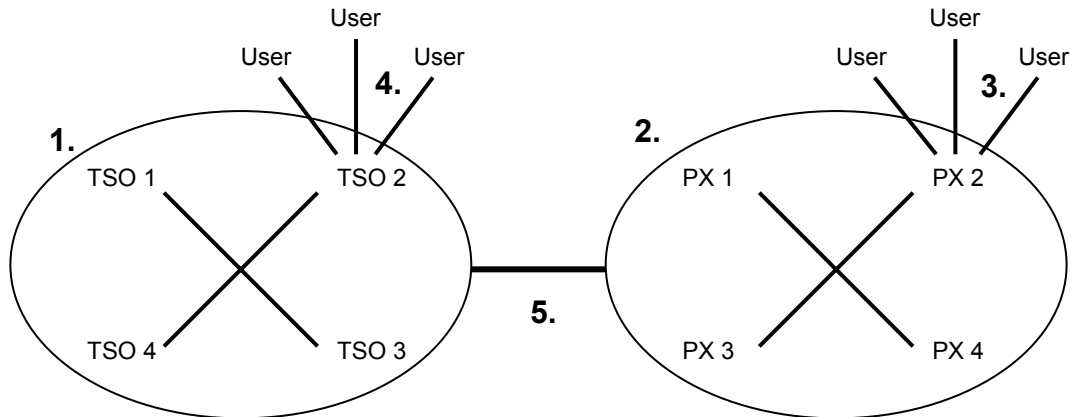 User
User
User
User
User
User
4.
3.
1.
2.
TSO 1
TSO 2
PX 1
PX 2
5.
TSO 4
TSO 3
PX 3
PX 4